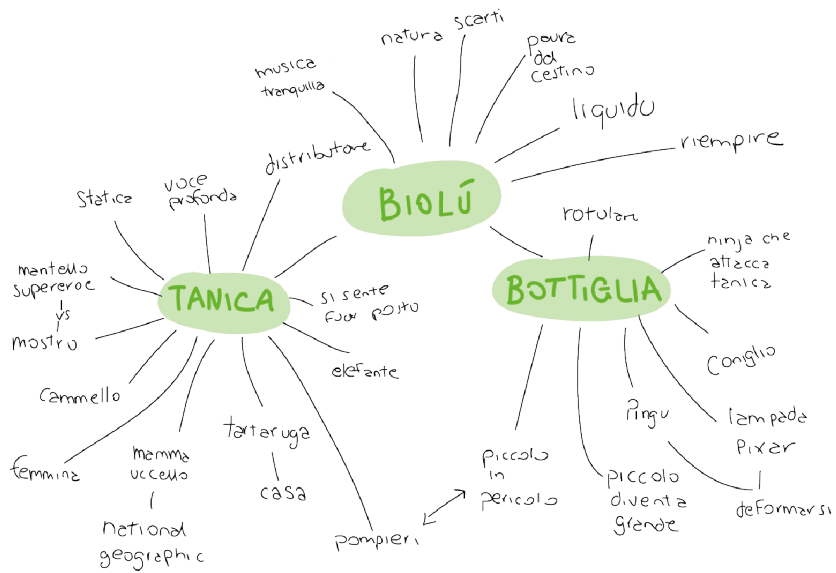 natura
scarti
paura
dal
cestino
musica
tranquilla
liquido
distributore
riempire
BIOLÚ
voce
profonda
statica
rotolare
ninja che
attacca
tanica
mantello
supereroe
vs
mostro
TANICA
si sente
fuori posto
BOTTIGLIA
elefante
coniglio
cammello
Pingu
lampada
Pixar
tartaruga
casa
femmina
mamma
uccello
national
geographic
piccolo
in
pericolo
piccolo
diventa
grande
deformarsi
pompieri